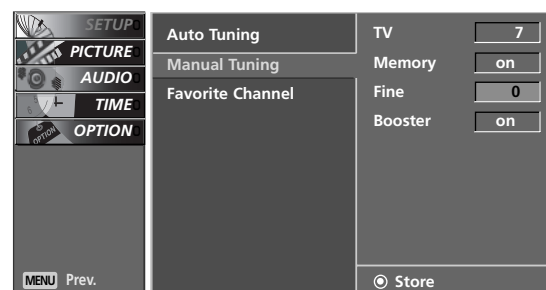 SETUP
PICTURE
AUDIO
TIME
OPTION
MENU Prev.
Auto Tuning
Manual Tuning
Favorite Channel
TV 7
Memory on
Fine 0
Booster on
Store